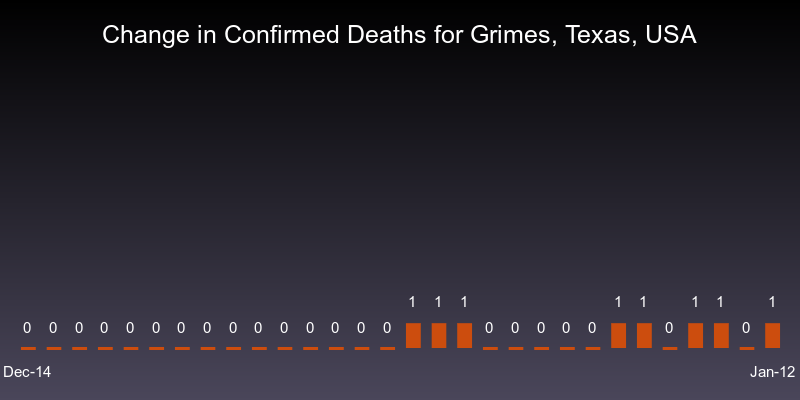 Change in Confirmed Deaths for Grimes, Texas, USA
1 1 1 1 1 1 1 1
0 0 0 0 0 0 0 0 0 0 0 0 0 0 0 0 0 0 0 0 0 0
Dec-14 Jan-12